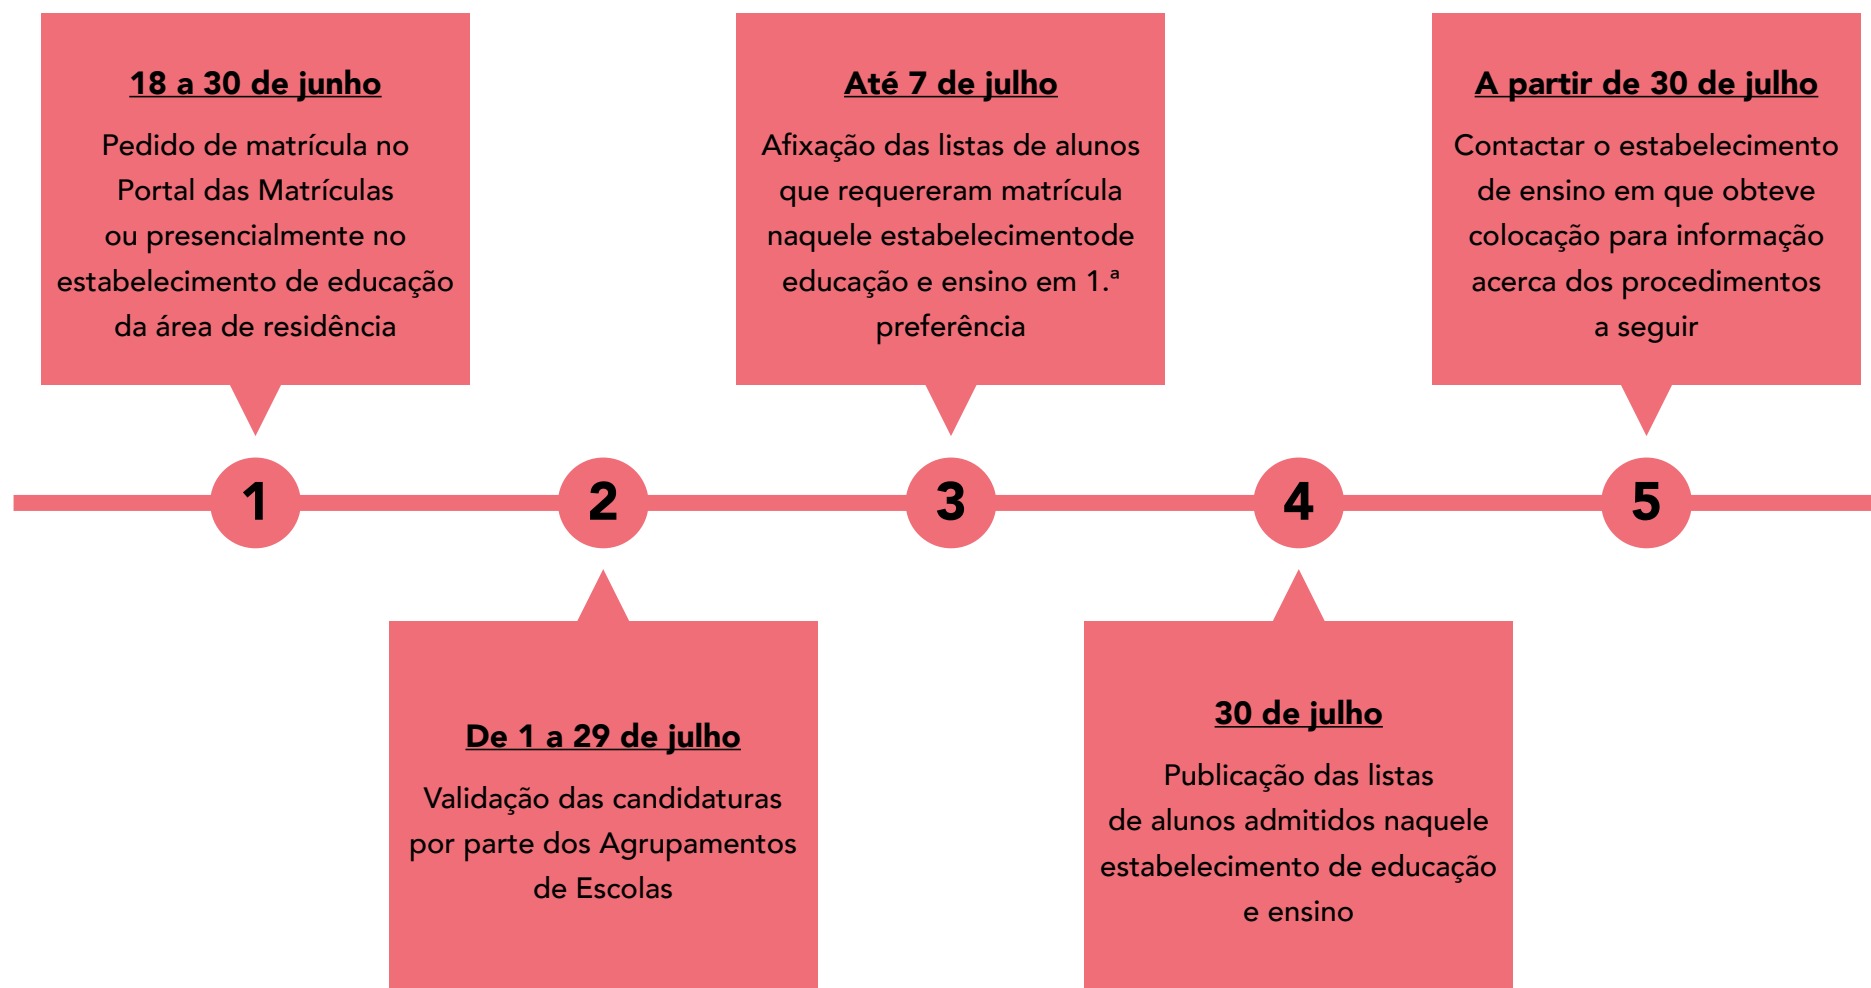 18 a 30 de junho
Pedido de matrícula no
Portal das Matrículas
ou presencialmente no
estabelecimento de educação
da área de residência
Até 7 de julho
Afixação das listas de alunos
que requereram matrícula
naquele estabelecimentode
educação e ensino em 1.ª
preferência
A partir de 30 de julho
Contactar o estabelecimento
de ensino em que obteve
colocação para informação
acerca dos procedimentos
a seguir
1
2
3
4
5
De 1 a 29 de julho
Validação das candidaturas
por parte dos Agrupamentos
de Escolas
30 de julho
Publicação das listas
de alunos admitidos naquele
estabelecimento de educação
e ensino